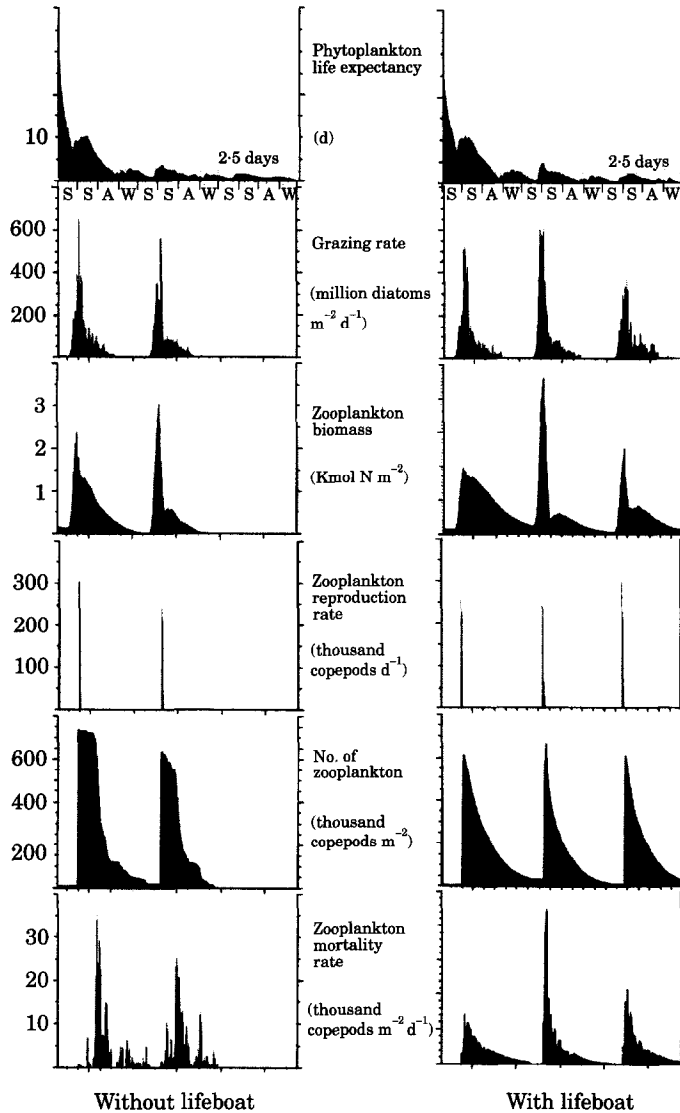 Phytoplankton
life expectancy
10
(d)
2·5 days
2·5 days
S S A W S S A W S S A W
S S A W S S A W S S A W
600
400
200
Grazing rate
(million diatoms
m⁻² d⁻¹)
3
2
1
Zooplankton
biomass
(Kmol N m⁻²)
300
200
100
Zooplankton
reproduction
rate
(thousand
copepods d⁻¹)
600
400
200
No. of
zooplankton
(thousand
copepods m⁻²)
30
20
10
Zooplankton
mortality
rate
(thousand
copepods m⁻² d⁻¹)
Without lifeboat
With lifeboat